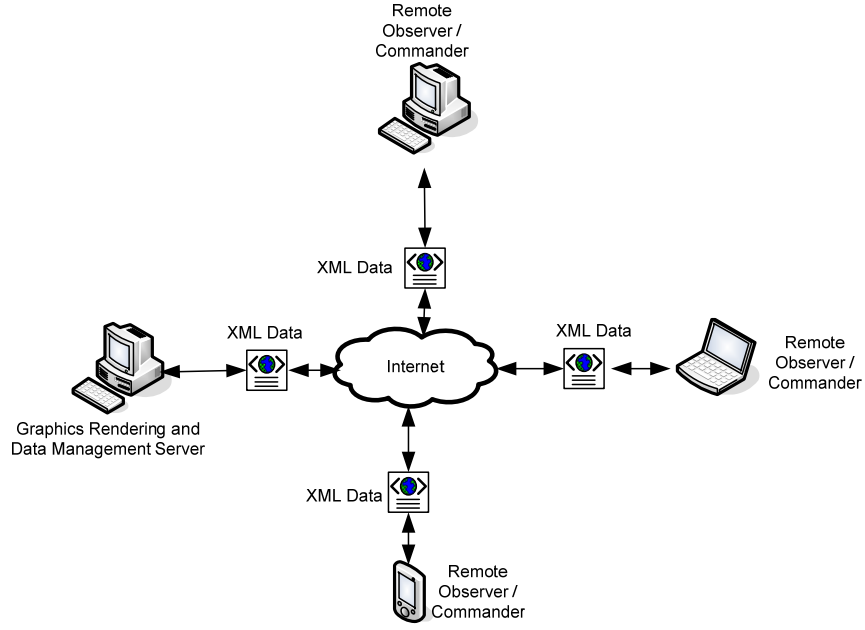 Remote
Observer /
Commander
XML Data
XML Data
XML Data
Internet
Remote
Observer /
Commander
Graphics Rendering and
Data Management Server
XML Data
Remote
Observer /
Commander